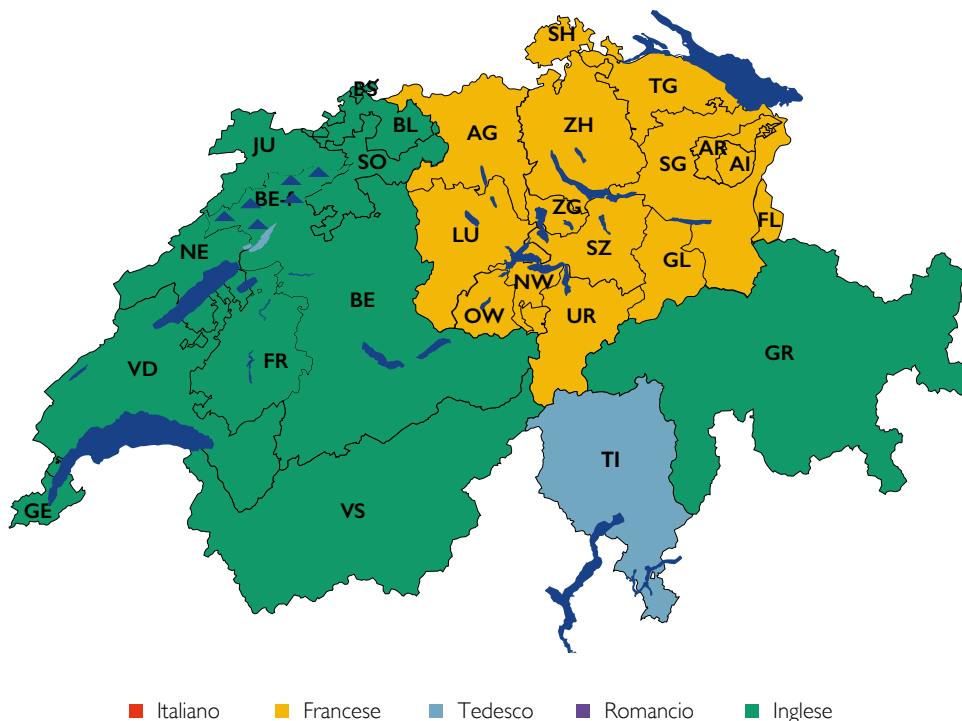 SH
BS
TG
BL
AG
ZH
JU
SO
SG
AR
AI
BE-f
ZG
FL
LU
NE
SZ
GL
NW
BE
OW
UR
VD
FR
GR
TI
GE
VS
Italiano Francese Tedesco Romancio Inglese